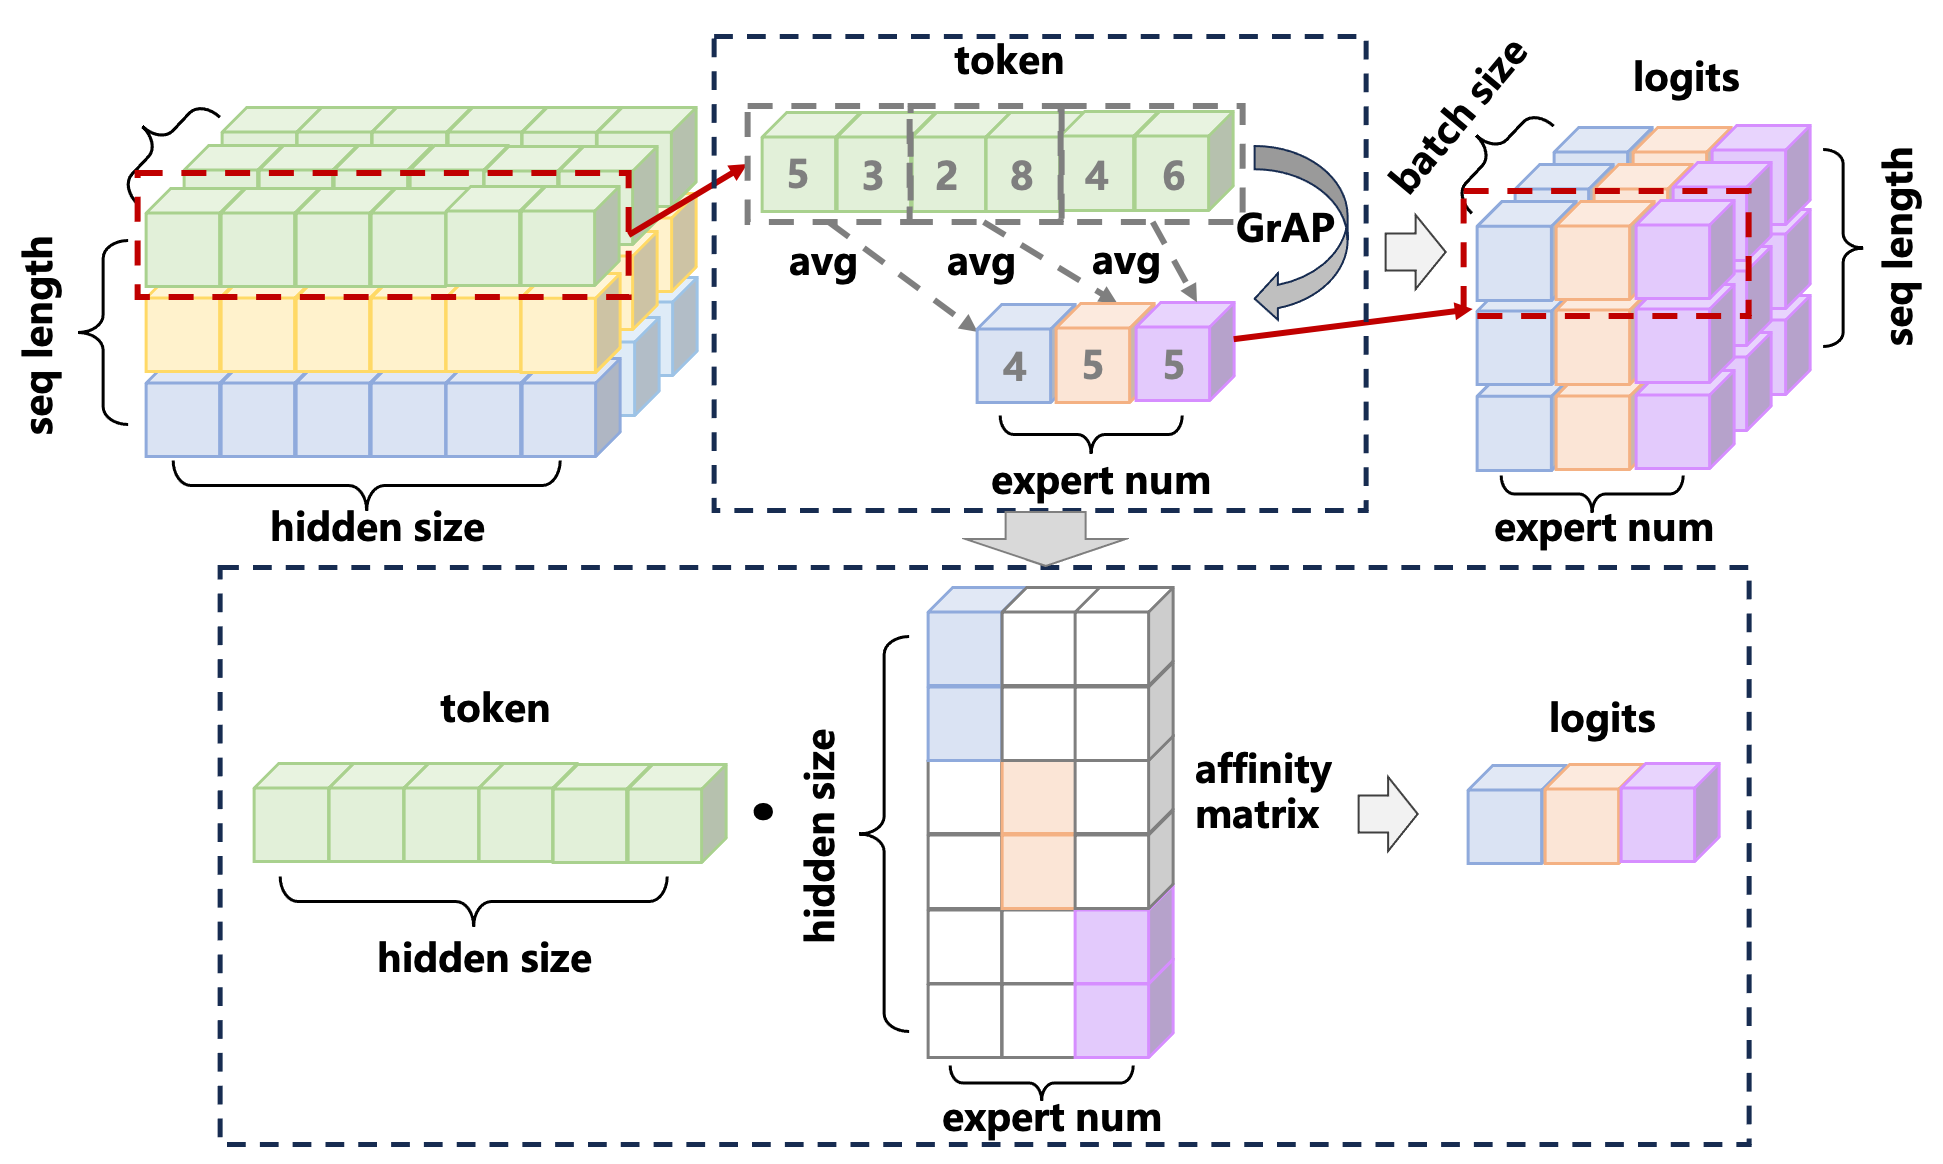 token
logits
batch size
5 3 2 8 4 6
GrAP
avg avg avg
seq length
seq length
4 5 5
expert num
hidden size
expert num
token
hidden size
affinity
matrix
logits
hidden size
expert num